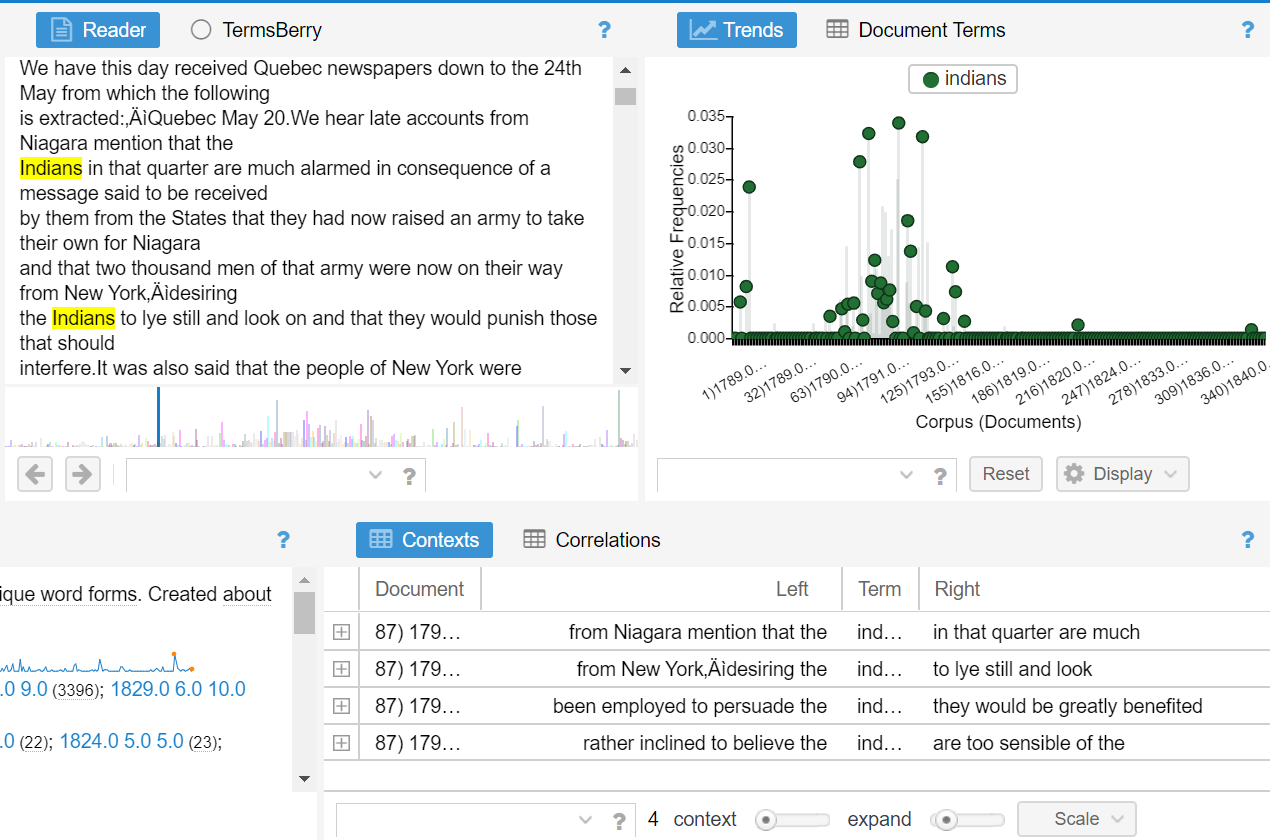 Reader
TermsBerry
?
We have this day received Quebec newspapers down to the 24th
May from which the following
is extracted:‚Äì​Quebec May 20.We hear late accounts from
Niagara mention that the
Indians in that quarter are much alarmed in consequence of a
message said to be received
by them from the States that they had now raised an army to take
their own for Niagara
and that two thousand men of that army were now on their way
from New York‚Äìdesiring
the Indians to lye still and look on and that they would punish those
that should
interfere.It was also said that the people of New York were
?
Trends
Document Terms
?
indians
0.035
0.030
0.025
0.020
0.015
0.010
0.005
0.000
Relative Frequencies
1)1789.0…
32)1789.0…
63)1790.0…
94)1791.0…
125)1793.0…
155)1816.0…
186)1819.0…
216)1820.0…
247)1824.0…
278)1833.0…
309)1836.0…
340)1840.0
Corpus (Documents)
?
Reset
Display
?
ique word forms. Created about
.0 9.0 (3396); 1829.0 6.0 10.0
.0 (22); 1824.0 5.0 5.0 (23);
Contexts
Correlations
?
Document Left Term Right
87) 179… from Niagara mention that the ind… in that quarter are much
87) 179… from New York‚Äìdesiring the ind… to lye still and look
87) 179… been employed to persuade the ind… they would be greatly benefited
87) 179… rather inclined to believe the ind… are too sensible of the
? 4 context expand Scale